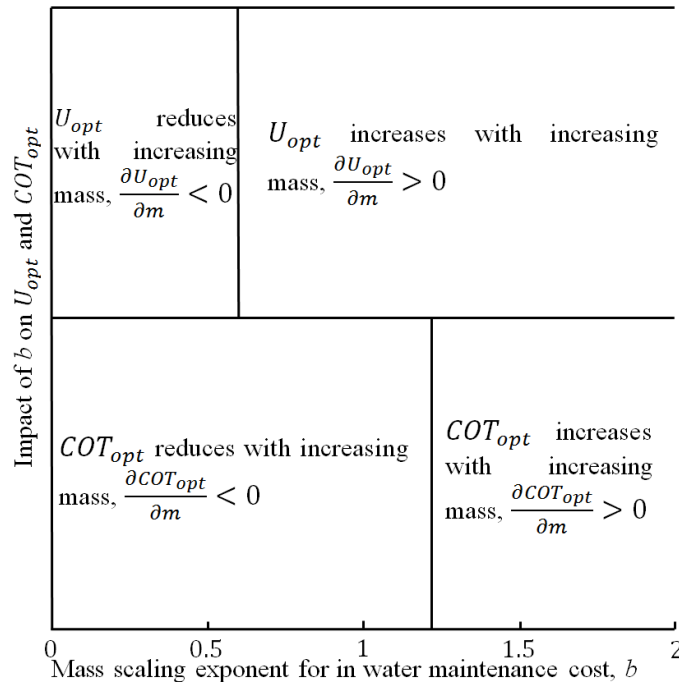 Impact of b on U_opt and COT_opt
U_opt reduces
with increasing
mass, ∂U_opt/∂m < 0
U_opt increases with increasing
mass, ∂U_opt/∂m > 0
COT_opt reduces with increasing
mass, ∂COT_opt/∂m < 0
COT_opt increases
with increasing
mass, ∂COT_opt/∂m > 0
0 0.5 1 1.5 2
Mass scaling exponent for in water maintenance cost, b